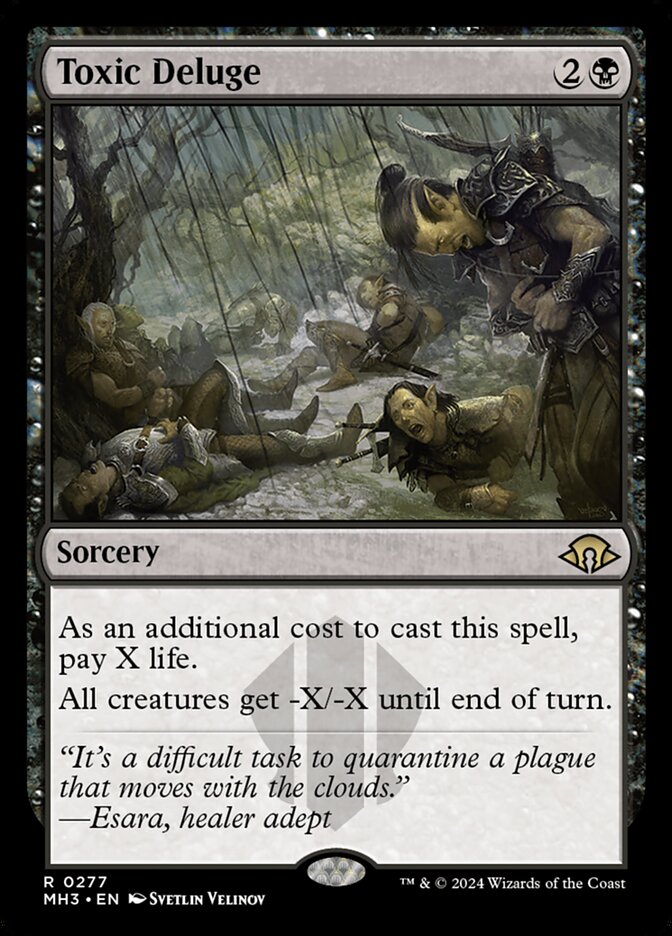 Toxic Deluge 2
Sorcery
As an additional cost to cast this spell,
pay X life.
All creatures get -X/-X until end of turn.
“It’s a difficult task to quarantine a plague
that moves with the clouds.”
—Esara, healer adept
R 0277
MH3 • EN Svetlin Velinov
™ & © 2024 Wizards of the Coast